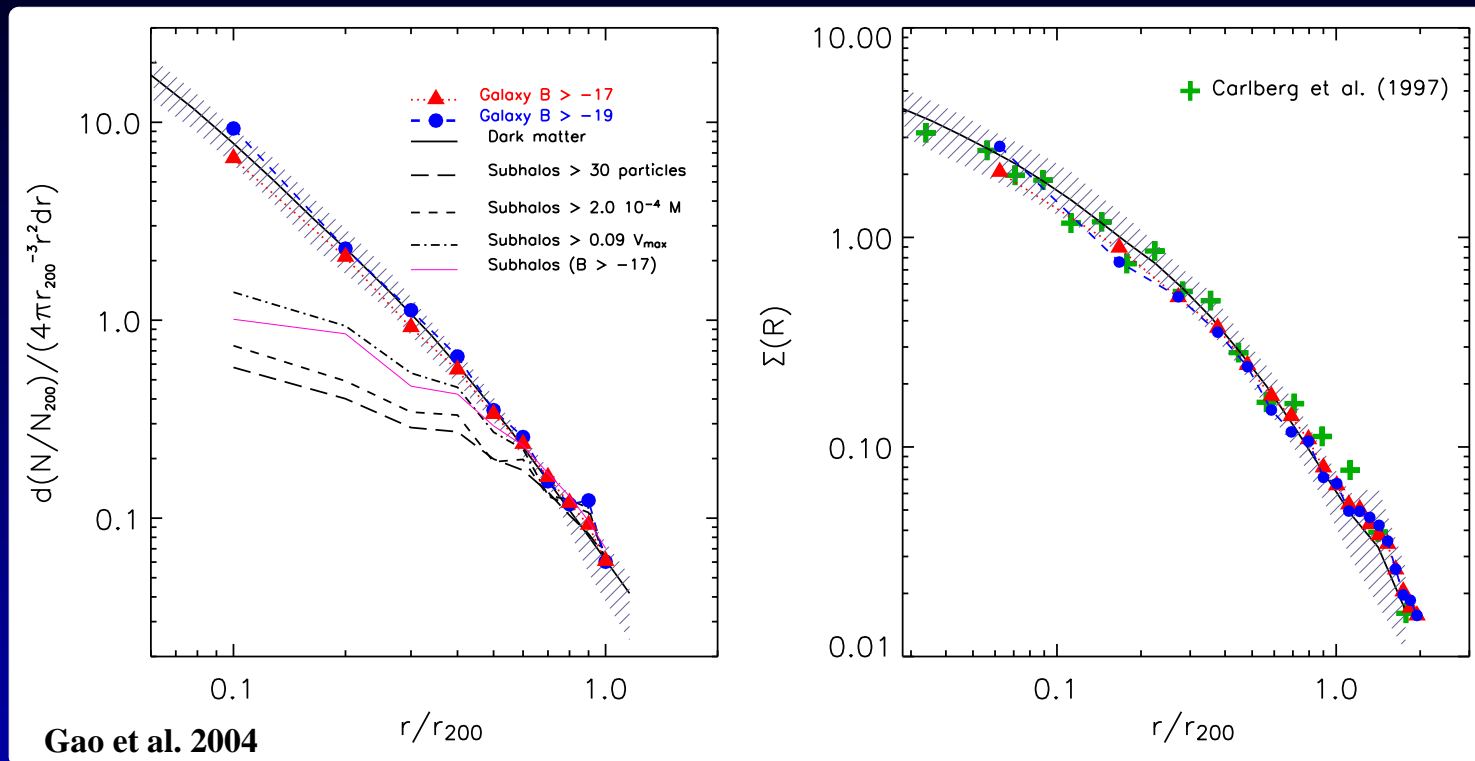 10.0
1.0
0.1
d(N/N200)/(4πr200⁻³r²dr)
Galaxy B > −17
Galaxy B > −19
Dark matter
Subhalos > 30 particles
Subhalos > 2.0 10⁻⁴ M
Subhalos > 0.09 Vmax
Subhalos (B > −17)
0.1 1.0
r/r200
Gao et al. 2004
10.00
1.00
0.10
0.01
Σ(R)
Carlberg et al. (1997)
0.1 1.0
r/r200